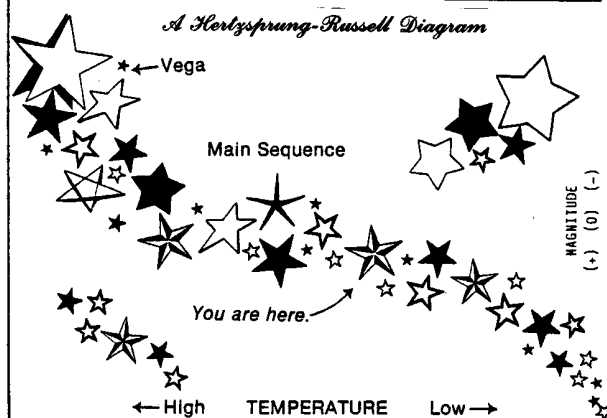 A Hertzsprung-Russell Diagram
←Vega
Main Sequence
MAGNITUDE
(+) (0) (-)
You are here.
←High TEMPERATURE Low→